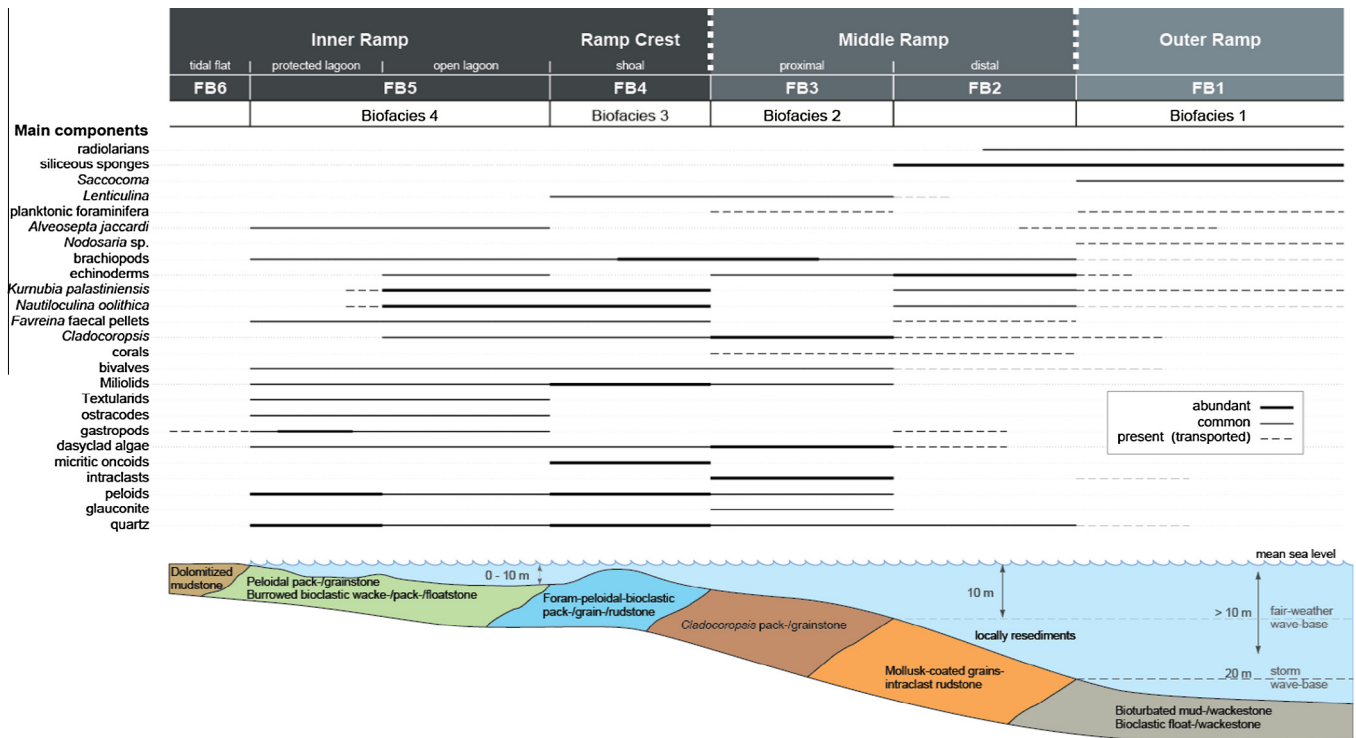 Inner Ramp Ramp Crest Middle Ramp Outer Ramp
tidal flat protected lagoon open lagoon shoal proximal distal
FB6 FB5 FB4 FB3 FB2 FB1
Biofacies 4 Biofacies 3 Biofacies 2 Biofacies 1
Main components
radiolarians
siliceous sponges
Saccocoma
Lenticulina
planktonic foraminifera
Alveosepta jaccardi
Nodosaria sp.
brachiopods
echinoderms
Kurnubia palastiniensis
Nautiloculina oolithica
Favreina faecal pellets
Cladocoropsis
corals
bivalves
Miliolids
Textularids
ostracodes
gastropods
dasyclad algae
micritic oncoids
intraclasts
peloids
glauconite
quartz
abundant
common
present (transported)
mean sea level
Dolomitized
mudstone
Peloidal pack-/grainstone
Burrowed bioclastic wacke-/pack-/floatstone
0 - 10 m
Foram-peloidal-bioclastic
pack-/grain-/rudstone
Cladocoropsis pack-/grainstone
10 m
> 10 m
fair-weather
wave-base
locally resediments
Mollusk-coated grains-
intraclast rudstone
20 m
storm
wave-base
Bioturbated mud-/wackestone
Bioclastic float-/wackestone